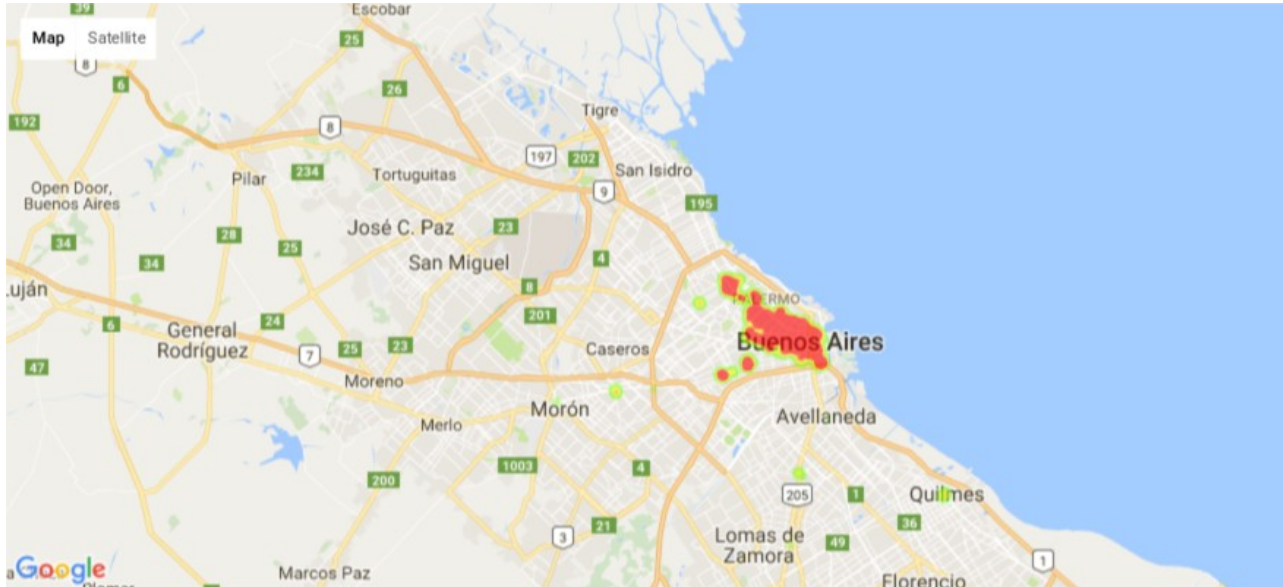 39
Escobar
Map
Satellite
25
8
6
26
Tigre
192
8
197
202
San Isidro
234
Pilar
Tortuguitas
9
Open Door,
Buenos Aires
195
José C. Paz
23
28
34
25
4
34
San Miguel
8
Luján
PALERMO
6
24
201
General
Rodríguez
Buenos Aires
7
25
23
Caseros
47
Moreno
Morón
Avellaneda
Merlo
1003
4
200
205
1
Quilmes
21
36
3
Lomas de
Zamora
49
1
Google
Marcos Paz
Florencio